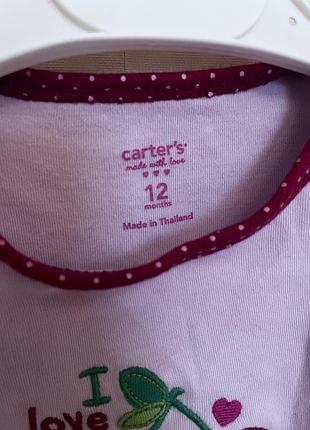 carter's
made with love
12
months
Made in Thailand
I
love